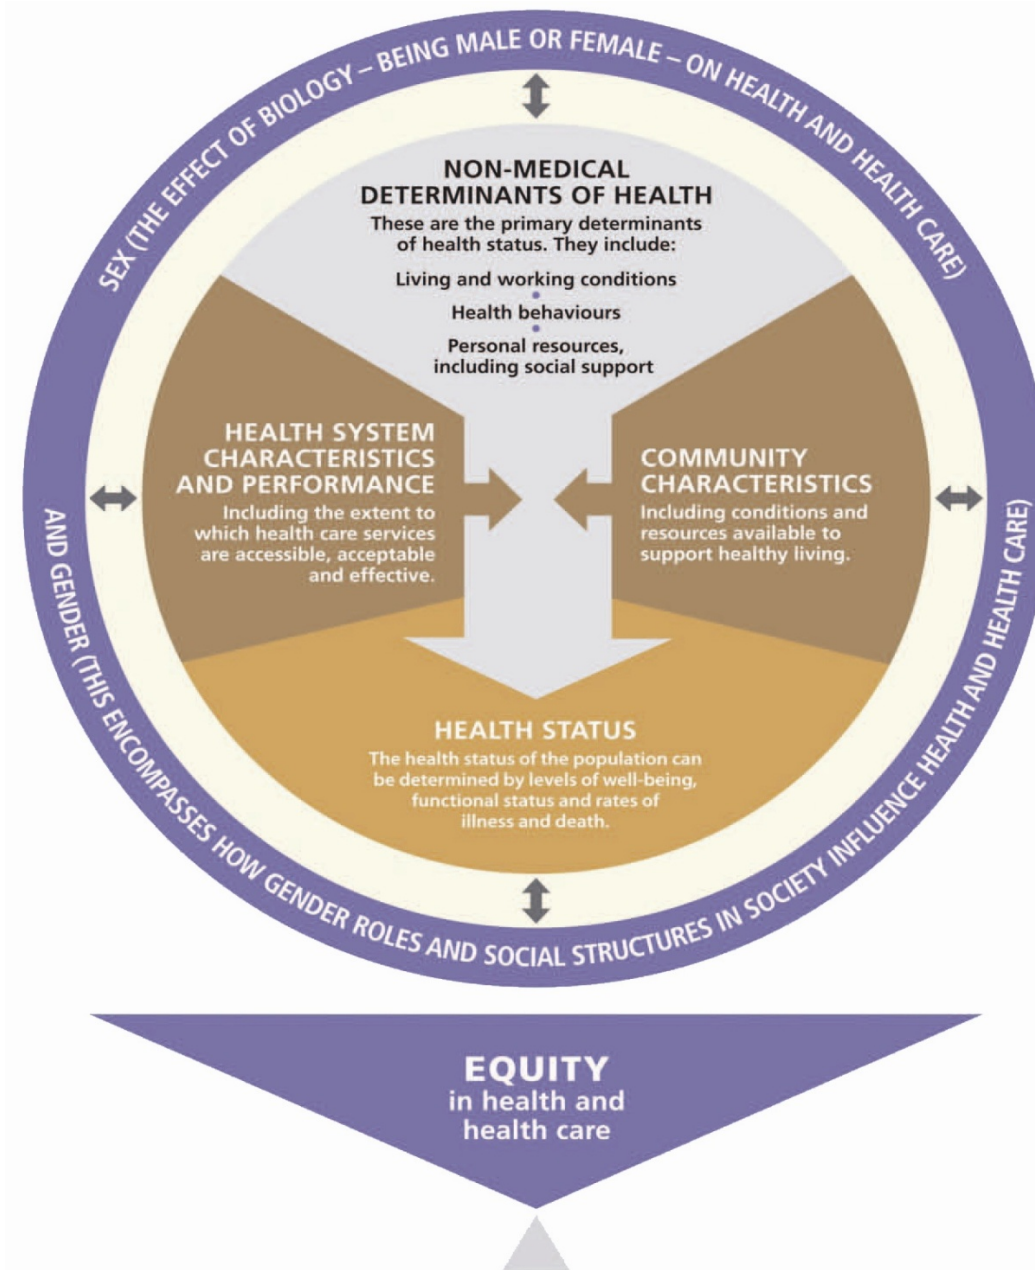 SEX (THE EFFECT OF BIOLOGY – BEING MALE OR FEMALE – ON HEALTH AND HEALTH CARE)
AND GENDER (THIS ENCOMPASSES HOW GENDER ROLES AND SOCIAL STRUCTURES IN SOCIETY INFLUENCE HEALTH AND HEALTH CARE)
NON-MEDICAL
DETERMINANTS OF HEALTH
These are the primary determinants
of health status. They include:
Living and working conditions
•
Health behaviours
•
Personal resources,
including social support
HEALTH SYSTEM
CHARACTERISTICS
AND PERFORMANCE
Including the extent to
which health care services
are accessible, acceptable
and effective.
COMMUNITY
CHARACTERISTICS
Including conditions and
resources available to
support healthy living.
HEALTH STATUS
The health status of the population can
be determined by levels of well-being,
functional status and rates of
illness and death.
EQUITY
in health and
health care